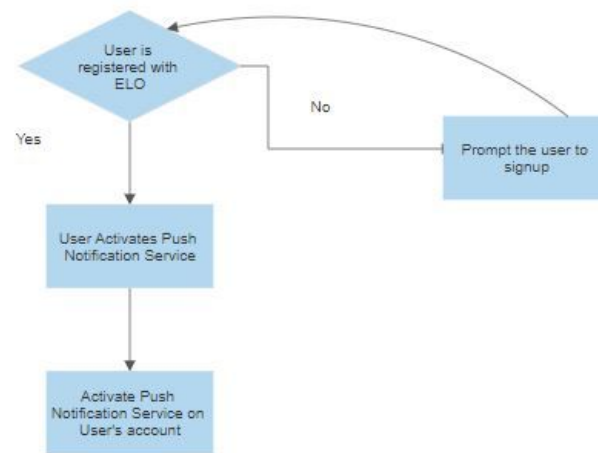 User is
registered with
ELO
No
Yes
Prompt the user to
signup
User Activates Push
Notification Service
Activate Push
Notification Service on
User's account